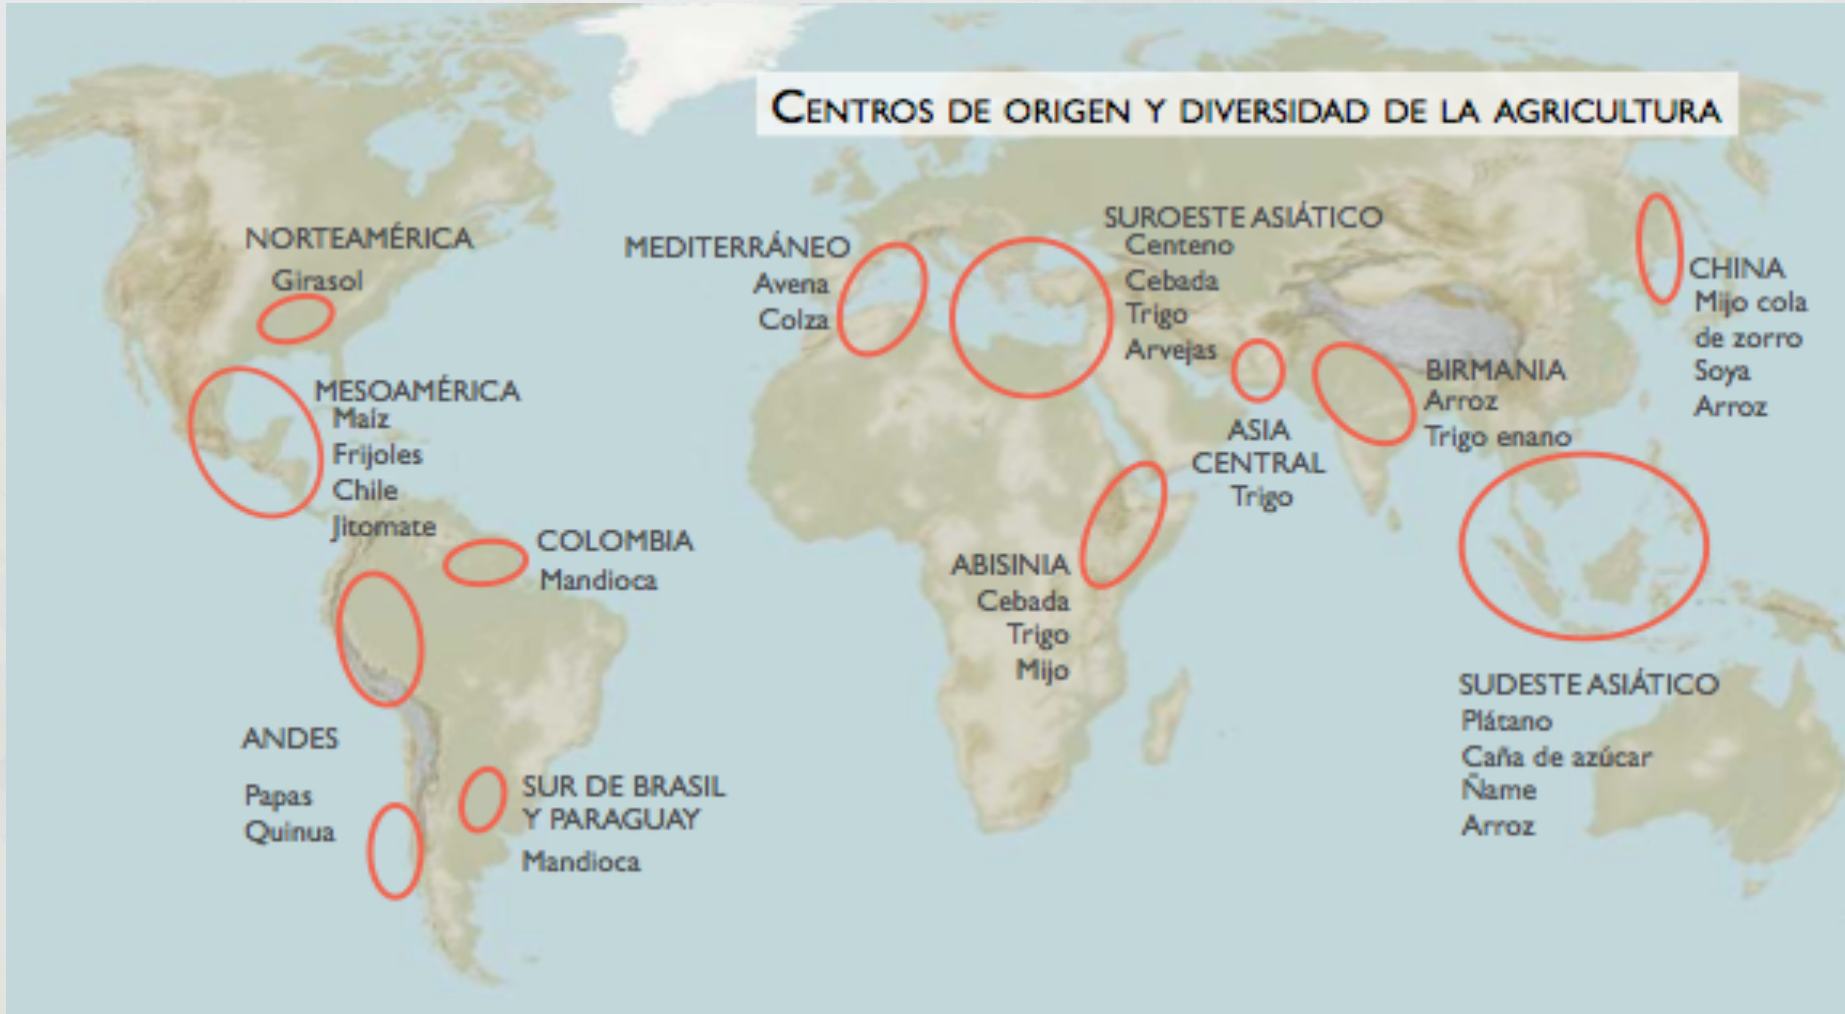 CENTROS DE ORIGEN Y DIVERSIDAD DE LA AGRICULTURA
NORTEAMÉRICA
Girasol
MESOAMÉRICA
Maíz
Frijoles
Chile
Jitomate
COLOMBIA
Mandioca
ANDES
Papas
Quinua
SUR DE BRASIL
Y PARAGUAY
Mandioca
MEDITERRÁNEO
Avena
Colza
SUROESTE ASIÁTICO
Centeno
Cebada
Trigo
Arvejas
ABISINIA
Cebada
Trigo
Mijo
ASIA
CENTRAL
Trigo
BIRMANIA
Arroz
Trigo enano
CHINA
Mijo cola
de zorro
Soya
Arroz
SUDESTE ASIÁTICO
Plátano
Caña de azúcar
Ñame
Arroz